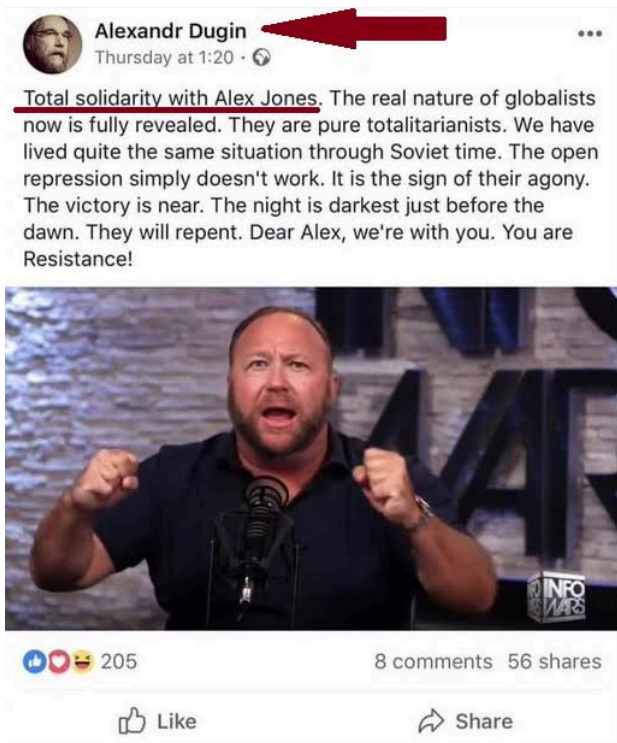 Alexandr Dugin
Thursday at 1:20 ·
Total solidarity with Alex Jones. The real nature of globalists
now is fully revealed. They are pure totalitarianists. We have
lived quite the same situation through Soviet time. The open
repression simply doesn't work. It is the sign of their agony.
The victory is near. The night is darkest just before the
dawn. They will repent. Dear Alex, we're with you. You are
Resistance!
INFO
WARS
205
8 comments 56 shares
Like
Share